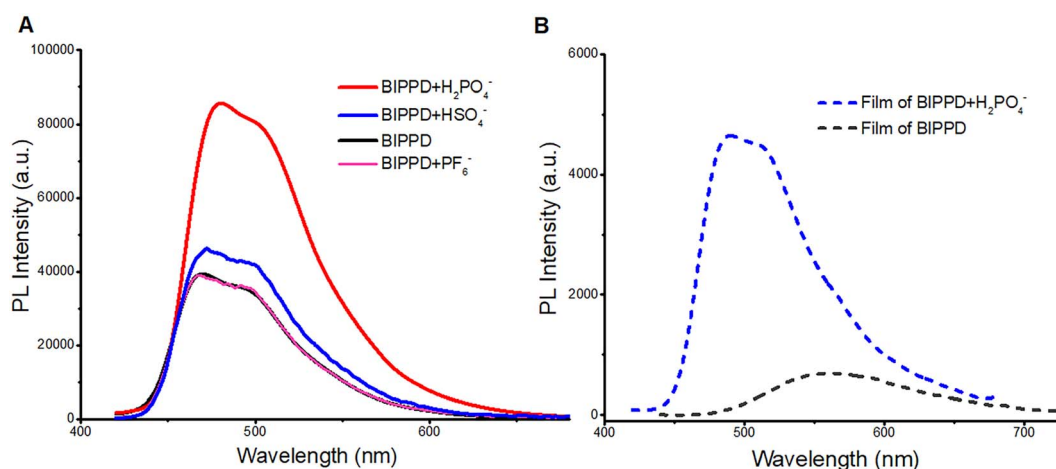 A
100000
80000
60000
40000
20000
0
PL Intensity (a.u.)
BIPPD+H₂PO₄⁻
BIPPD+HSO₄⁻
BIPPD
BIPPD+PF₆⁻
400 500 600
Wavelength (nm)
B
6000
4000
2000
0
PL Intensity (a.u.)
Film of BIPPD+H₂PO₄⁻
Film of BIPPD
400 500 600 700
Wavelength (nm)